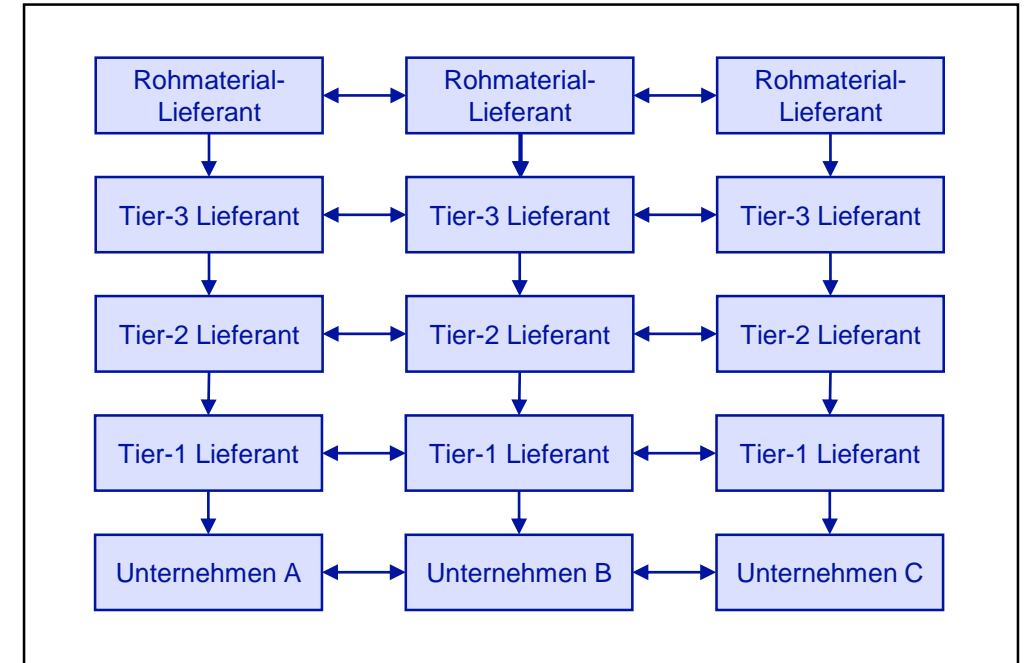 Rohmaterial-
Lieferant
Rohmaterial-
Lieferant
Rohmaterial-
Lieferant
Tier-3 Lieferant
Tier-3 Lieferant
Tier-3 Lieferant
Tier-2 Lieferant
Tier-2 Lieferant
Tier-2 Lieferant
Tier-1 Lieferant
Tier-1 Lieferant
Tier-1 Lieferant
Unternehmen A
Unternehmen B
Unternehmen C